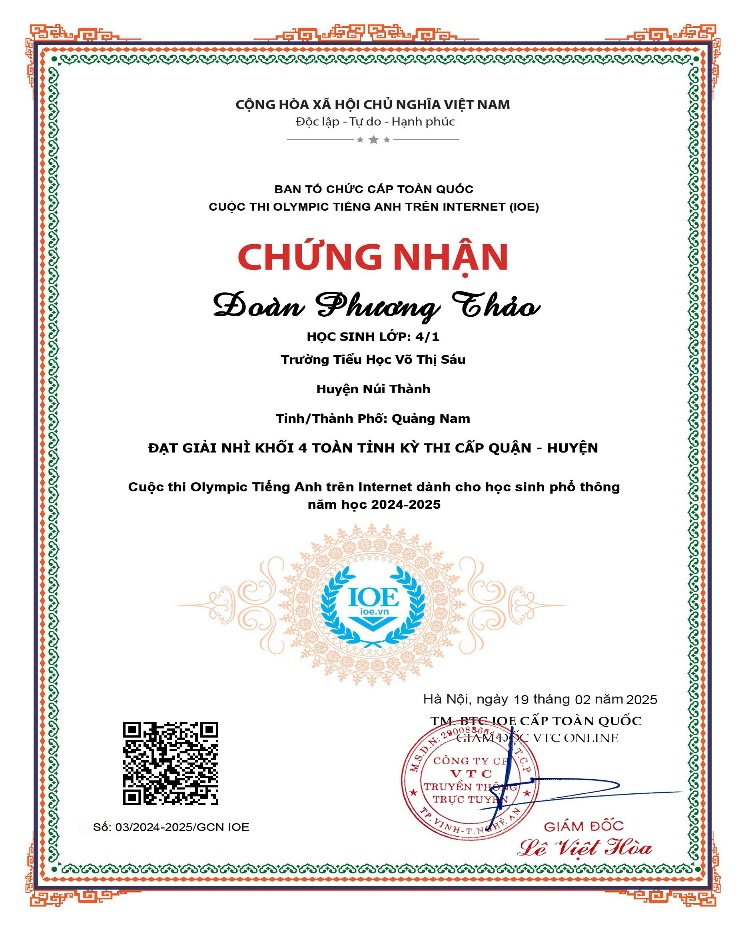 CỘNG HÒA XÃ HỘI CHỦ NGHĨA VIỆT NAM
Độc lập - Tự do - Hạnh phúc
BAN TỔ CHỨC CẤP TOÀN QUỐC
CUỘC THI OLYMPIC TIẾNG ANH TRÊN INTERNET (IOE)
CHỨNG NHẬN
Đoàn Phương Thảo
HỌC SINH LỚP: 4/1
Trường Tiểu Học Võ Thị Sáu
Huyện Núi Thành
Tỉnh/Thành Phố: Quảng Nam
ĐẠT GIẢI NHÌ KHỐI 4 TOÀN TỈNH KỲ THI CẤP QUẬN - HUYỆN
Cuộc thi Olympic Tiếng Anh trên Internet dành cho học sinh phổ thông
năm học 2024-2025
IOE
ioe.vn
Hà Nội, ngày 19 tháng 02 năm 2025
TM. BTC IOE CẤP TOÀN QUỐC
GIÁM ĐỐC VTC ONLINE
CÔNG TY CP
VTC
TRUYỀN THÔNG
TRỰC TUYẾN
TP.VINH-T.NGHỆ AN
GIÁM ĐỐC
Lê Việt Hòa
Số: 03/2024-2025/GCN IOE